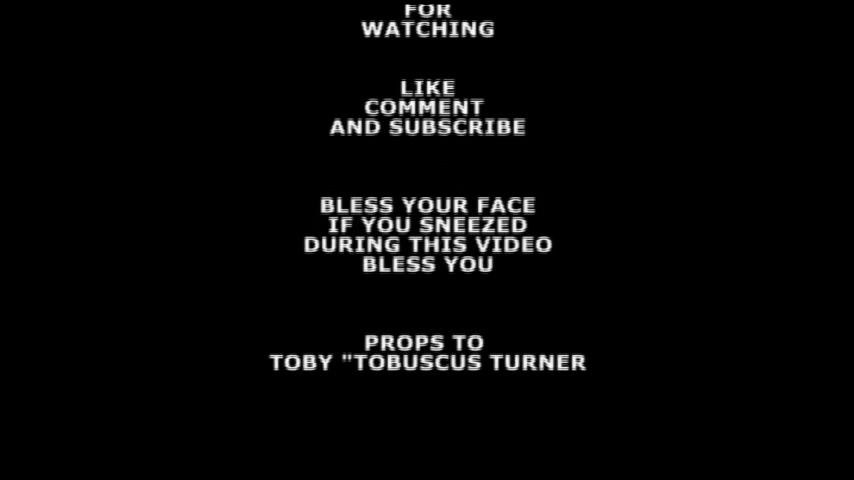 FOR
WATCHING
LIKE
COMMENT
AND SUBSCRIBE
BLESS YOUR FACE
IF YOU SNEEZED
DURING THIS VIDEO
BLESS YOU
PROPS TO
TOBY "TOBUSCUS TURNER